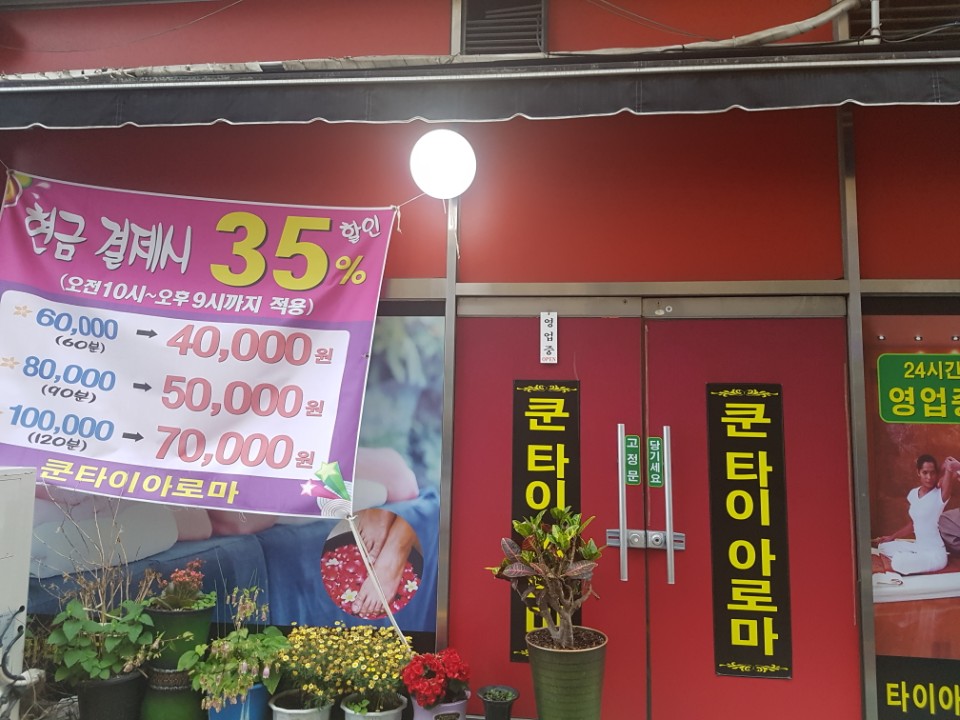 현금 결제시 35% 할인
(오전10시~오후9시까지 적용)
60,000 → 40,000원
(60분)
80,000 → 50,000원
(90분)
100,000 → 70,000원
(120분)
쿤타이아로마
영업중
OPEN
쿤타이
고정문
당기세요
쿤타이아로마
24시간
영업중
타이아